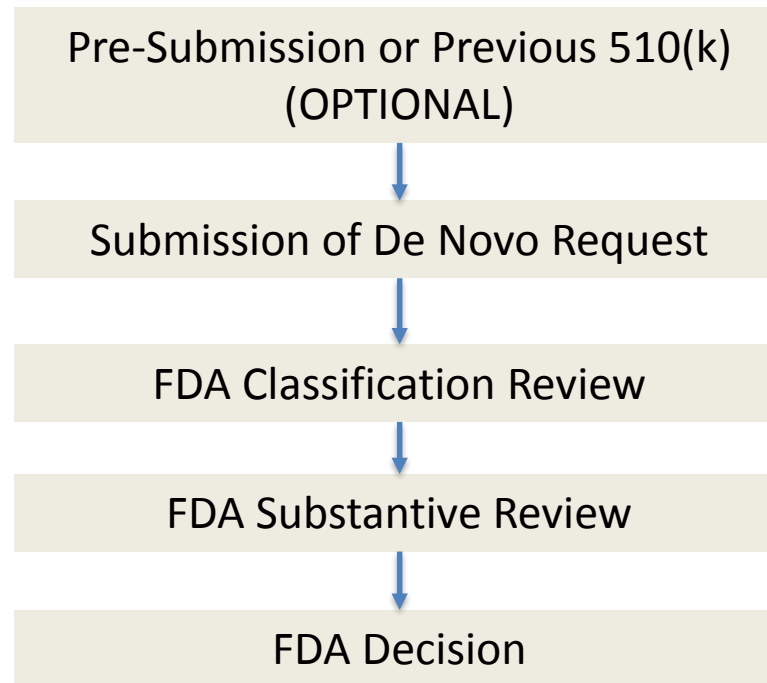 Pre-Submission or Previous 510(k)
(OPTIONAL)
Submission of De Novo Request
FDA Classification Review
FDA Substantive Review
FDA Decision